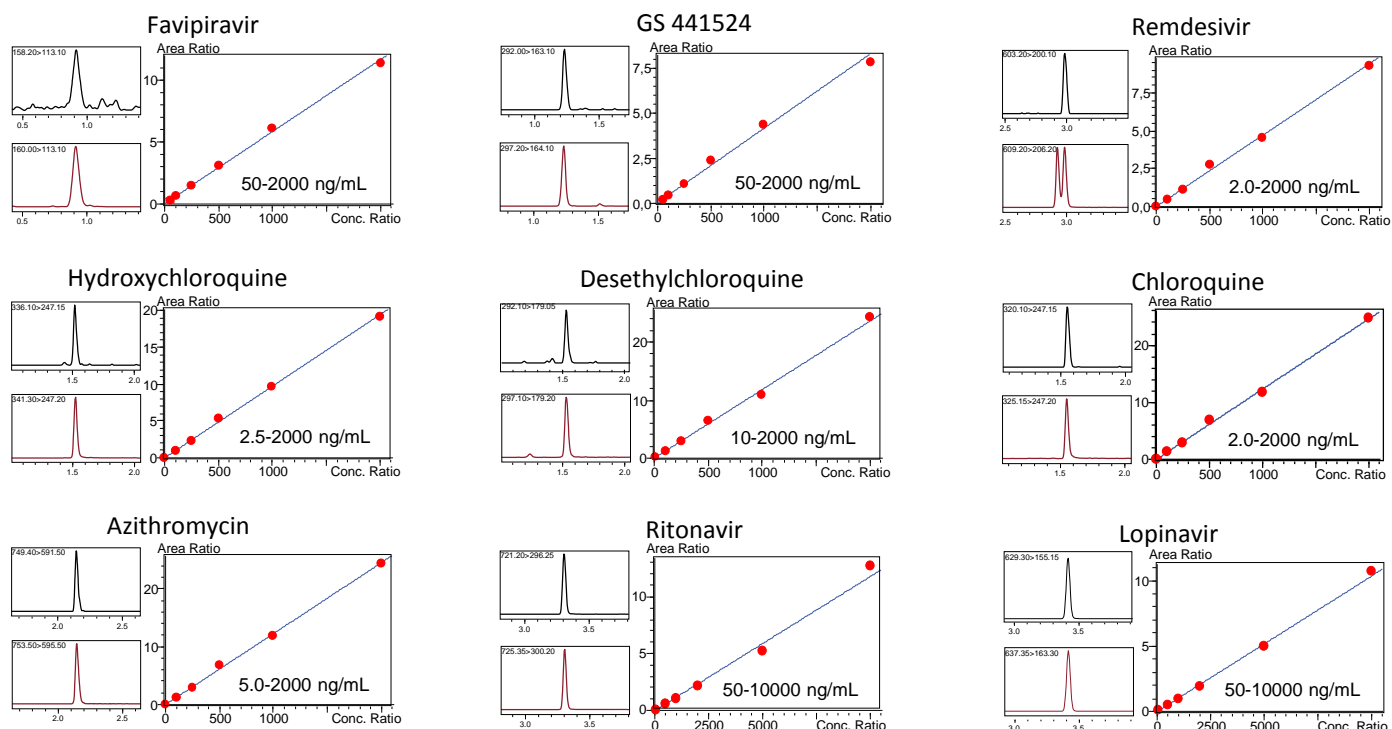 Favipiravir
158.20>113.10
0.5 1.0
160.00>113.10
0.5 1.0
Area Ratio
10
5
0
0 500 1000 Conc. Ratio
50-2000 ng/mL
GS 441524
292.00>163.10
1.0 1.5
297.20>164.10
1.0 1.5
Area Ratio
7.5
5.0
2.5
0.0
0 500 1000 Conc. Ratio
50-2000 ng/mL
Remdesivir
603.20>200.10
2.5 3.0
609.20>206.20
2.5 3.0
Area Ratio
7,5
5,0
2,5
0,0
0 500 1000 Conc. Ratio
2.0-2000 ng/mL
Hydroxychloroquine
336.10>247.15
1.5 2.0
341.30>247.20
1.5 2.0
Area Ratio
20
15
10
5
0
0 500 1000 Conc. Ratio
2.5-2000 ng/mL
Desethylchloroquine
292.10>179.05
1.0 1.5 2.0
297.10>179.20
1.0 1.5 2.0
Area Ratio
20
10
0
0 500 1000 Conc. Ratio
10-2000 ng/mL
Chloroquine
320.10>247.15
1.5 2.0
325.15>247.20
1.5 2.0
Area Ratio
20
10
0
0 500 1000 Conc. Ratio
2.0-2000 ng/mL
Azithromycin
749.40>591.50
2.0 2.5
753.50>595.50
2.0 2.5
Area Ratio
20
10
0
0 500 1000 Conc. Ratio
5.0-2000 ng/mL
Ritonavir
721.20>296.25
3.0 3.5
725.35>300.20
3.0 3.5
Area Ratio
10
5
0
0 2500 5000 Conc. Ratio
50-10000 ng/mL
Lopinavir
629.30>155.15
3.0 3.5
637.35>163.30
3.0 3.5
Area Ratio
10
5
0
0 2500 5000 Conc. Ratio
50-10000 ng/mL